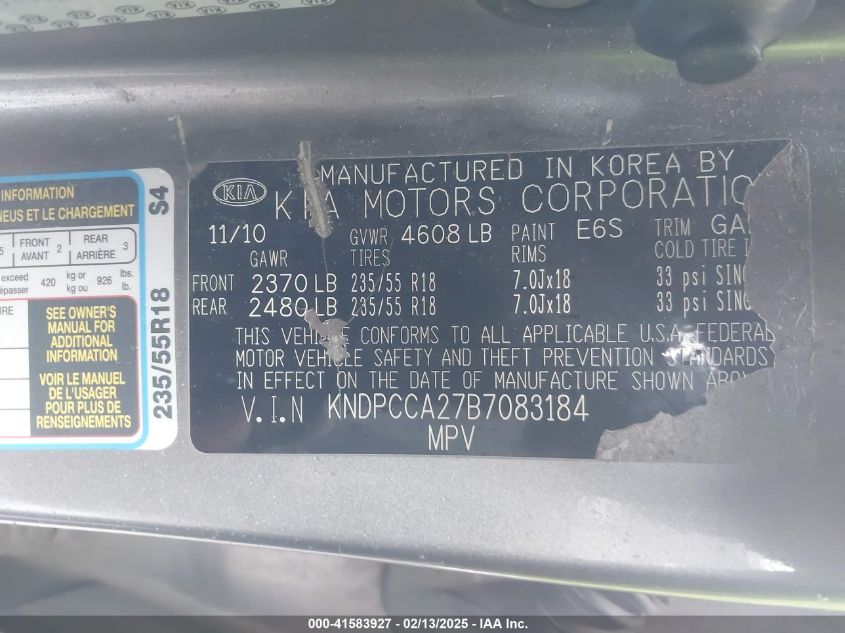 INFORMATION
NEUS ET LE CHARGEMENT
FRONT AVANT 2 REAR ARRIÈRE 3
exceed 420 kg or 926 lbs.
dépasser kg ou lb.
SEE OWNER'S
MANUAL FOR
ADDITIONAL
INFORMATION
VOIR LE MANUEL
DE L'USAGER
POUR PLUS DE
RENSEIGNEMENTS
235/55R18 S4
KIA
MANUFACTURED IN KOREA BY
KIA MOTORS CORPORATIO
11/10 GVWR 4608 LB PAINT E6S TRIM GA
GAWR TIRES RIMS COLD TIRE
FRONT 2370 LB 235/55 R18 7.0Jx18 33 psi SING
REAR 2480 LB 235/55 R18 7.0Jx18 33 psi SING
THIS VEHICLE CONFORMS TO ALL APPLICABLE U.S.A. FEDERAL
MOTOR VEHICLE SAFETY AND THEFT PREVENTION STANDARDS
IN EFFECT ON THE DATE OF MANUFACTURE SHOWN ABOV
V.I.N KNDPCCA27B7083184
MPV
000-41583927 - 02/13/2025 - IAA Inc.